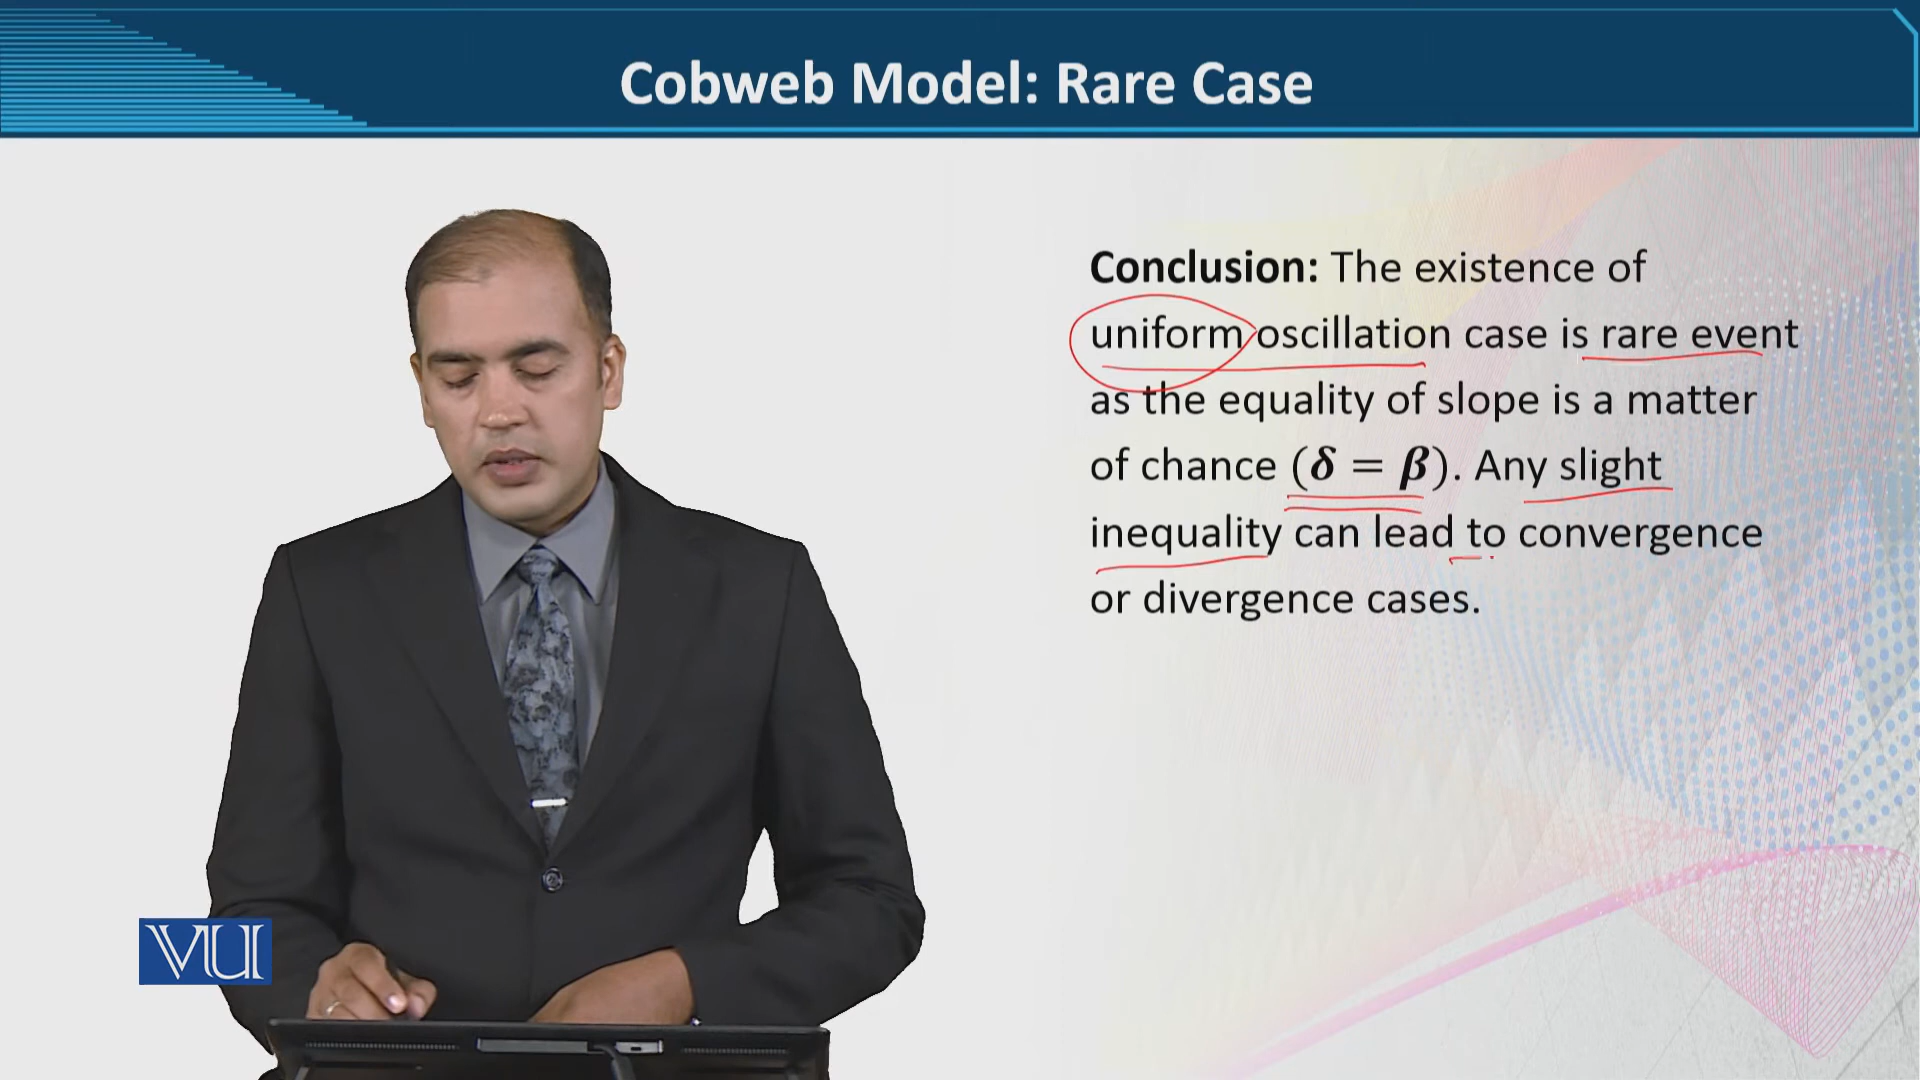 Cobweb Model: Rare Case
Conclusion: The existence of
uniform oscillation case is rare event
as the equality of slope is a matter
of chance (δ = β). Any slight
inequality can lead to convergence
or divergence cases.
VU